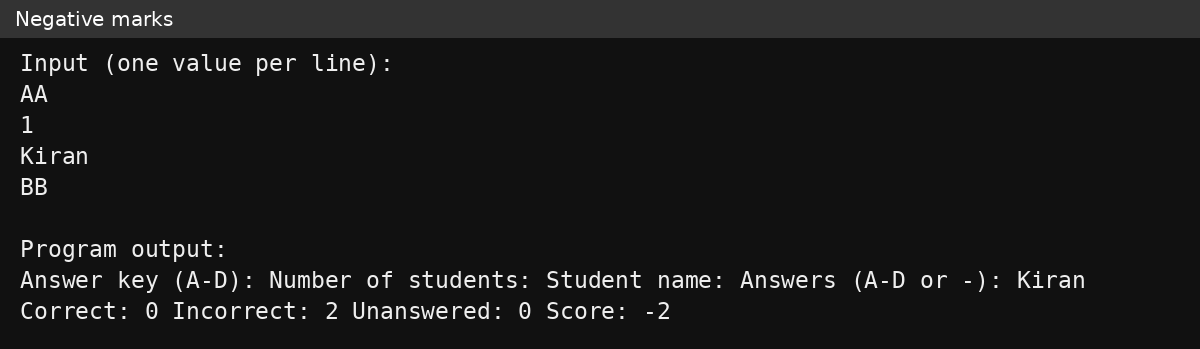 Negative marks
Input (one value per line):
AA
1
Kiran
BB
Program output:
Answer key (A-D): Number of students: Student name: Answers (A-D or -): Kiran
Correct: 0 Incorrect: 2 Unanswered: 0 Score: -2